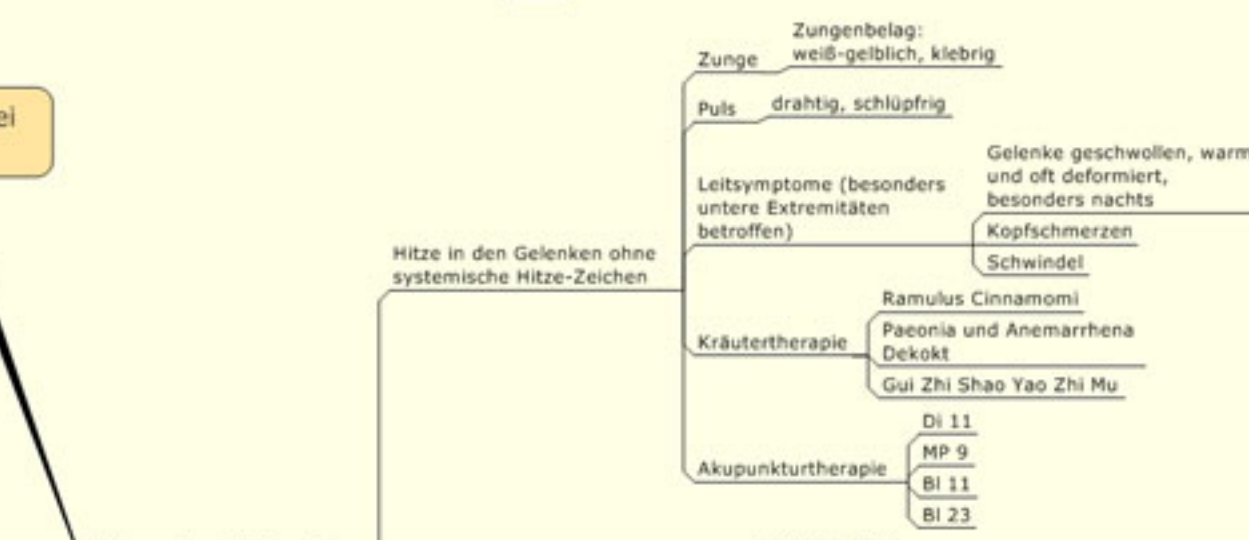 ei
Zungenbelag:
weiß-gelblich, klebrig
Zunge
Puls
drahtig, schlüpfrig
Gelenke geschwollen, warm
und oft deformiert,
besonders nachts
Leitsymptome (besonders
untere Extremitäten
betroffen)
Kopfschmerzen
Schwindel
Hitze in den Gelenken ohne
systemische Hitze-Zeichen
Ramulus Cinnamomi
Paeonia und Anemarrhena
Dekokt
Kräutertherapie
Gui Zhi Shao Yao Zhi Mu
Di 11
MP 9
Akupunkturtherapie
Bl 11
Bl 23